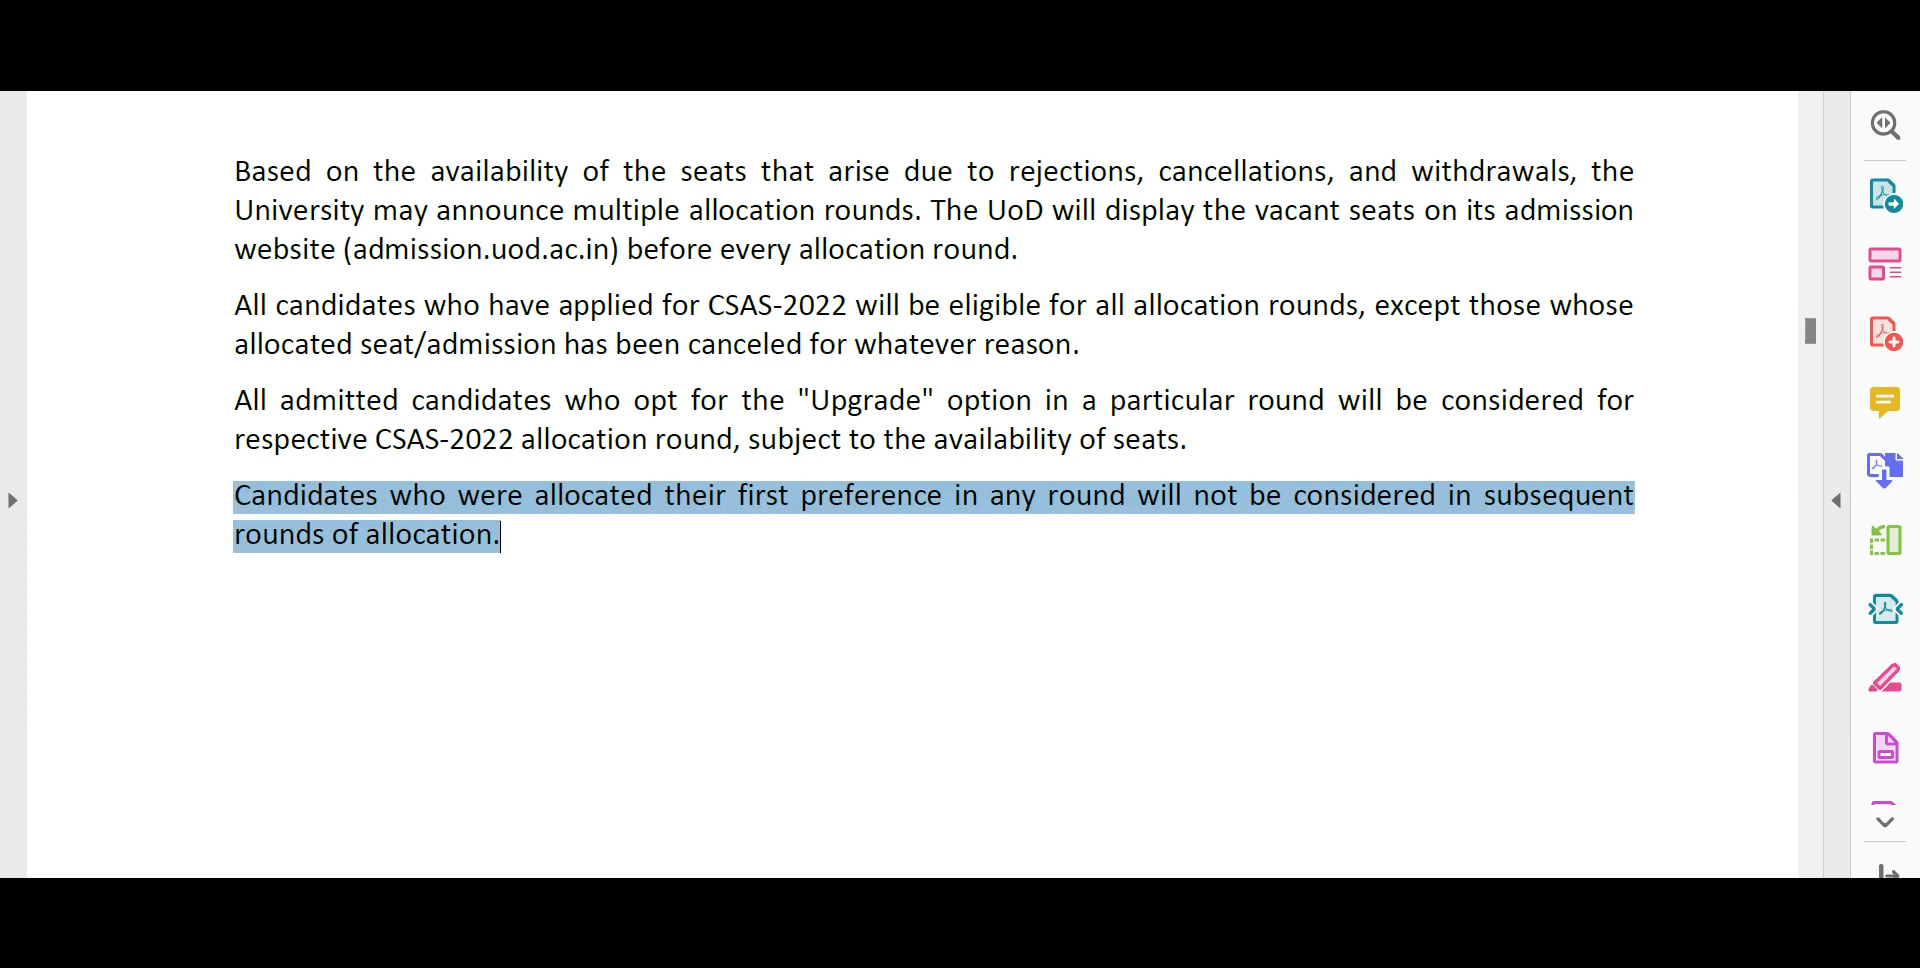 Based on the availability of the seats that arise due to rejections, cancellations, and withdrawals, the
University may announce multiple allocation rounds. The UoD will display the vacant seats on its admission
website (admission.uod.ac.in) before every allocation round.
All candidates who have applied for CSAS-2022 will be eligible for all allocation rounds, except those whose
allocated seat/admission has been canceled for whatever reason.
All admitted candidates who opt for the "Upgrade" option in a particular round will be considered for
respective CSAS-2022 allocation round, subject to the availability of seats.
Candidates who were allocated their first preference in any round will not be considered in subsequent
rounds of allocation.